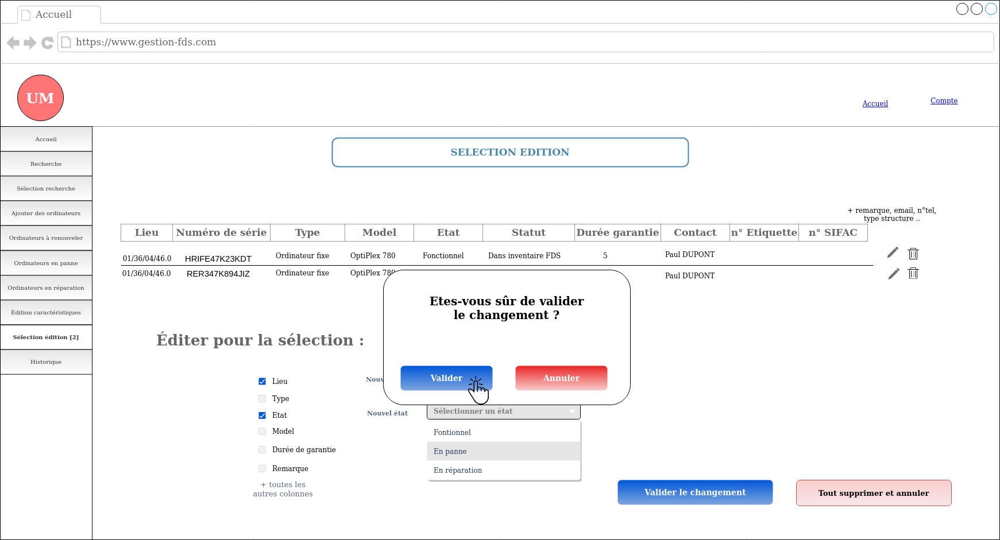 Accueil
https://www.gestion-fds.com
UM
Accueil
Compte
Accueil
Recherche
Sélection recherche
Ajouter des ordinateurs
Ordinateurs à renouveler
Ordinateurs en panne
Ordinateurs en réparation
Édition caractéristiques
Sélection édition [2]
Historique
SELECTION EDITION
+ remarque, email, n°tel,
type structure ..
Lieu Numéro de série Type Model Etat Statut Durée garantie Contact n° Etiquette n° SIFAC
01/36/04/46.0 HRIFE47K23KDT Ordinateur fixe OptiPlex 780 Fonctionnel Dans inventaire FDS 5 Paul DUPONT
01/36/04/46.0 RER347K894JIZ Ordinateur fixe OptiPlex 780 Paul DUPONT
Etes-vous sûr de valider
le changement ?
Valider Annuler
Éditer pour la sélection :
Lieu
Type
Etat
Model
Durée de garantie
Remarque
+ toutes les
autres colonnes
Nouv
Nouvel état
Sélectionner un état
Fontionnel
En panne
En réparation
Valider le changement
Tout supprimer et annuler